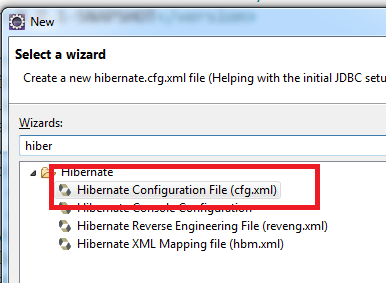 New
Select a wizard
Create a new hibernate.cfg.xml file (Helping with the initial JDBC setu
Wizards:
hiber
Hibernate
Hibernate Configuration File (cfg.xml)
Hibernate Console Configuration
Hibernate Reverse Engineering File (reveng.xml)
Hibernate XML Mapping file (hbm.xml)